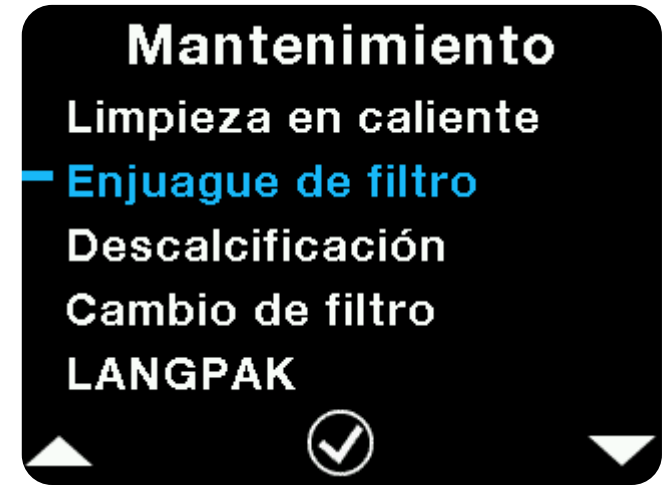 Mantenimiento
Limpieza en caliente
Enjuague de filtro
Descalcificación
Cambio de filtro
LANGPAK